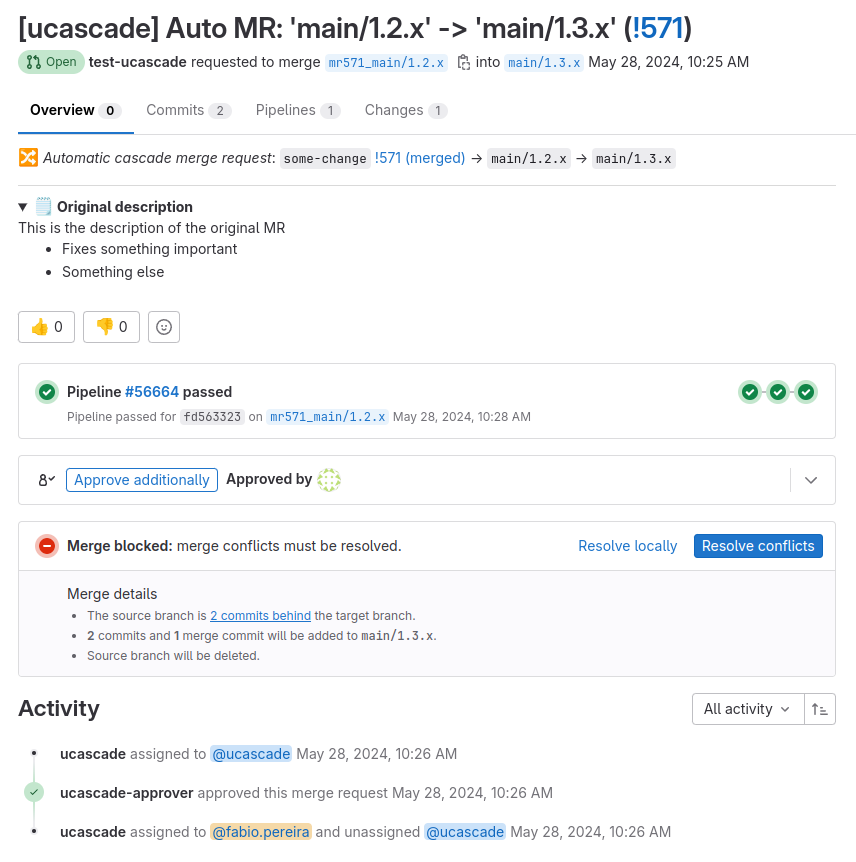 [ucascade] Auto MR: 'main/1.2.x' -> 'main/1.3.x' (!571)
Open test-ucascade requested to merge mr571_main/1.2.x into main/1.3.x May 28, 2024, 10:25 AM
Overview 0 Commits 2 Pipelines 1 Changes 1
Automatic cascade merge request: some-change !571 (merged) → main/1.2.x → main/1.3.x
▼ Original description
This is the description of the original MR
• Fixes something important
• Something else
0 0
Pipeline #56664 passed
Pipeline passed for fd563323 on mr571_main/1.2.x May 28, 2024, 10:28 AM
Approve additionally Approved by
Merge blocked: merge conflicts must be resolved. Resolve locally Resolve conflicts
Merge details
• The source branch is 2 commits behind the target branch.
• 2 commits and 1 merge commit will be added to main/1.3.x.
• Source branch will be deleted.
Activity All activity
ucascade assigned to @ucascade May 28, 2024, 10:26 AM
ucascade-approver approved this merge request May 28, 2024, 10:26 AM
ucascade assigned to @fabio.pereira and unassigned @ucascade May 28, 2024, 10:26 AM